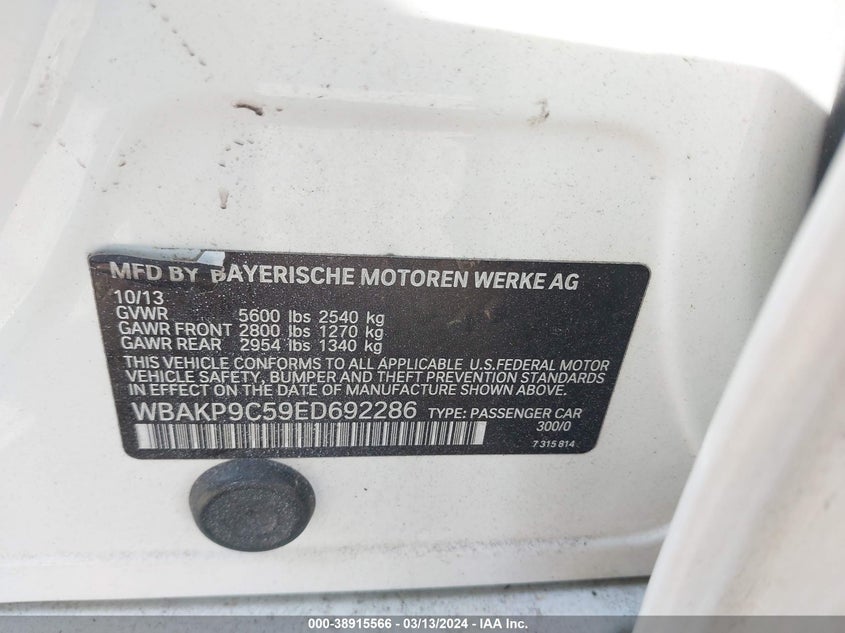 MFD BY BAYERISCHE MOTOREN WERKE AG
10/13
GVWR 5600 lbs 2540 kg
GAWR FRONT 2800 lbs 1270 kg
GAWR REAR 2954 lbs 1340 kg
THIS VEHICLE CONFORMS TO ALL APPLICABLE U.S.FEDERAL MOTOR
VEHICLE SAFETY, BUMPER AND THEFT PREVENTION STANDARDS
IN EFFECT ON THE DATE OF MANUFACTURE SHOWN ABOVE.
WBAKP9C59ED692286 TYPE: PASSENGER CAR
300/0
7 315 814
000-38915566 - 03/13/2024 - IAA Inc.